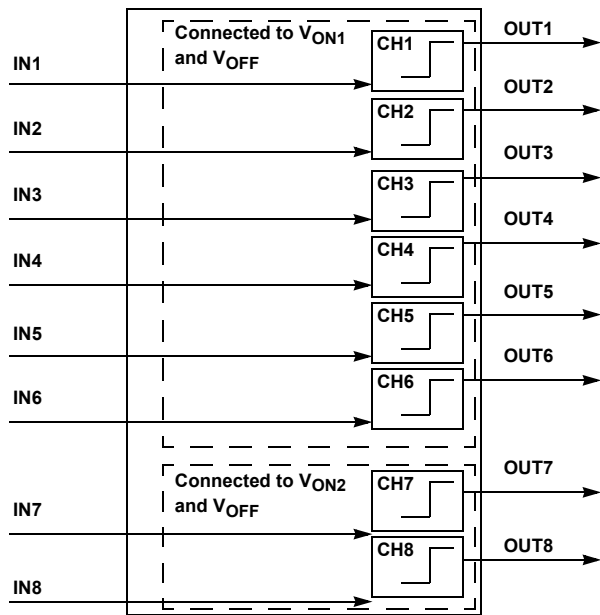 Connected to VON1
and VOFF
IN1
CH1
OUT1
IN2
CH2
OUT2
IN3
CH3
OUT3
IN4
CH4
OUT4
IN5
CH5
OUT5
IN6
CH6
OUT6
Connected to VON2
and VOFF
IN7
CH7
OUT7
IN8
CH8
OUT8